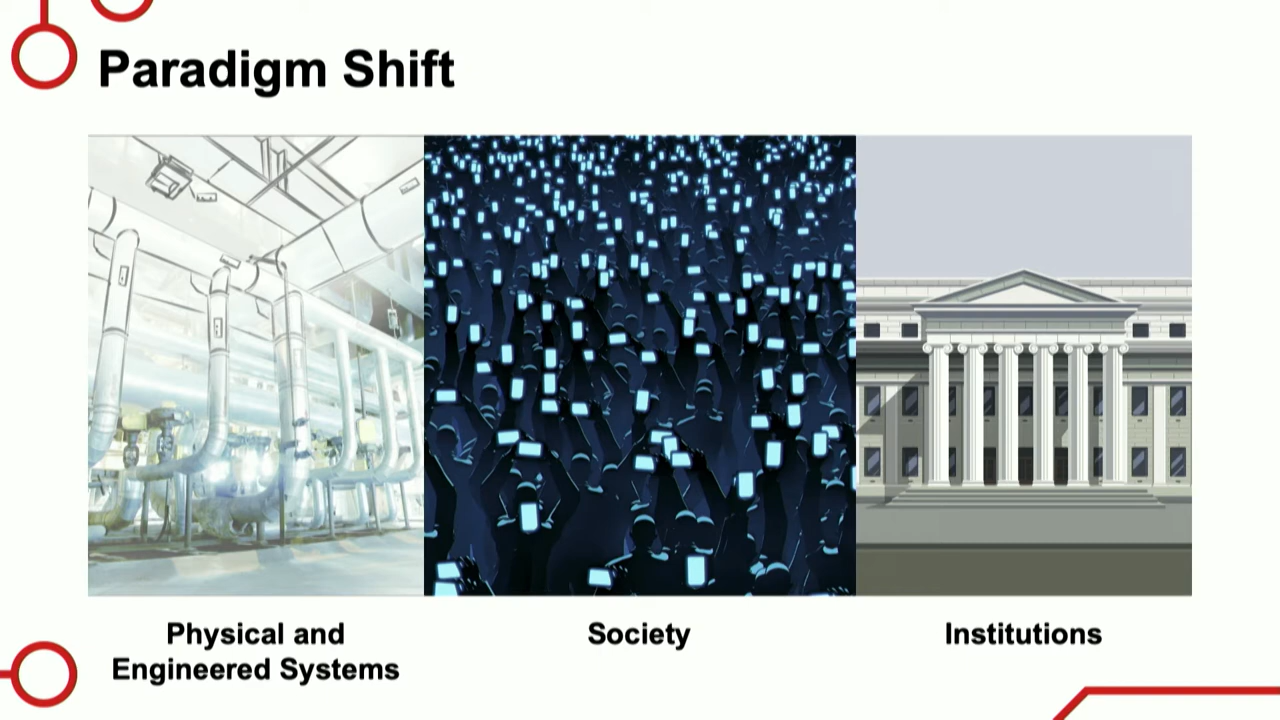 Paradigm Shift
Physical and
Engineered Systems
Society
Institutions